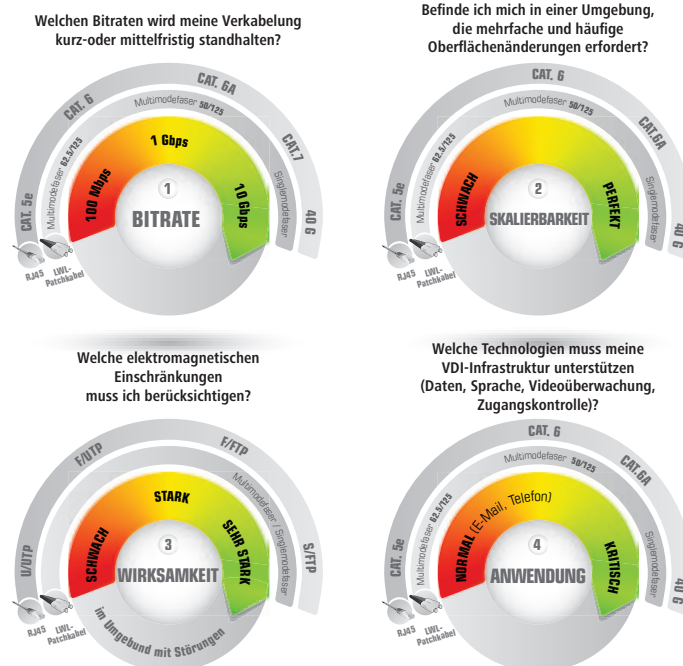 Welchen Bitraten wird meine Verkabelung
kurz-oder mittelfristig standhalten?
CAT. 5e
CAT. 6
CAT. 6A
CAT.7
40 G
Multimodefaser 62.5/125
Multimodefaser 50/125
Singlemodefaser
100 Mbps
1 Gbps
10 Gbps
1
BITRATE
RJ45
LWL-
Patchkabel
Befinde ich mich in einer Umgebung,
die mehrfache und häufige
Oberflächenänderungen erfordert?
CAT. 5e
CAT. 6
CAT.6A
40 G
Multimodefaser 62.5/125
Multimodefaser 50/125
Singlemodefaser
SCHWACH
PERFEKT
2
SKALIERBARKEIT
RJ45
LWL-
Patchkabel
Welche elektromagnetischen
Einschränkungen
muss ich berücksichtigen?
U/UTP
F/UTP
F/FTP
S/FTP
Multimodefaser / Singlemodefaser
SCHWACH
STARK
SEHR STARK
3
WIRKSAMKEIT
im Umgebund mit Störungen
RJ45
LWL-
Patchkabel
Welche Technologien muss meine
VDI-Infrastruktur unterstützen
(Daten, Sprache, Videoüberwachung,
Zugangskontrolle)?
CAT. 5e
CAT. 6
CAT.6A
40 G
Multimodefaser 62.5/125
Multimodefaser 50/125
Singlemodefaser
NORMAL (E-Mail, Telefon)
KRITISCH
4
ANWENDUNG
RJ45
LWL-
Patchkabel